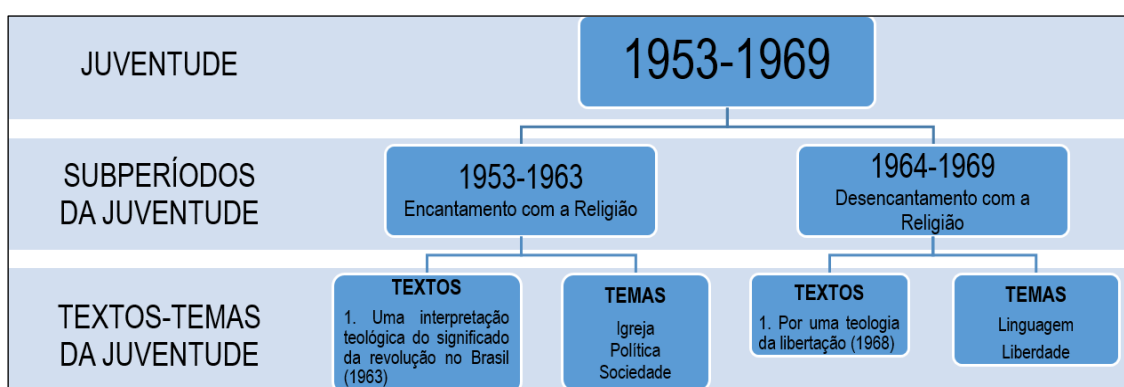 JUVENTUDE
1953-1969
SUBPERÍODOS
DA JUVENTUDE
1953-1963
Encantamento com a Religião
1964-1969
Desencantamento com a
Religião
TEXTOS-TEMAS
DA JUVENTUDE
TEXTOS
1. Uma interpretação
teológica do significado
da revolução no Brasil
(1963)
TEMAS
Igreja
Política
Sociedade
TEXTOS
1. Por uma teologia
da libertação (1968)
TEMAS
Linguagem
Liberdade